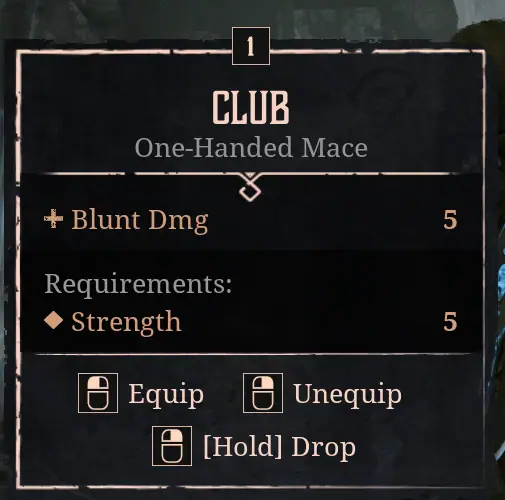 1
CLUB
One-Handed Mace
Blunt Dmg 5
Requirements:
Strength 5
Equip Unequip
[Hold] Drop